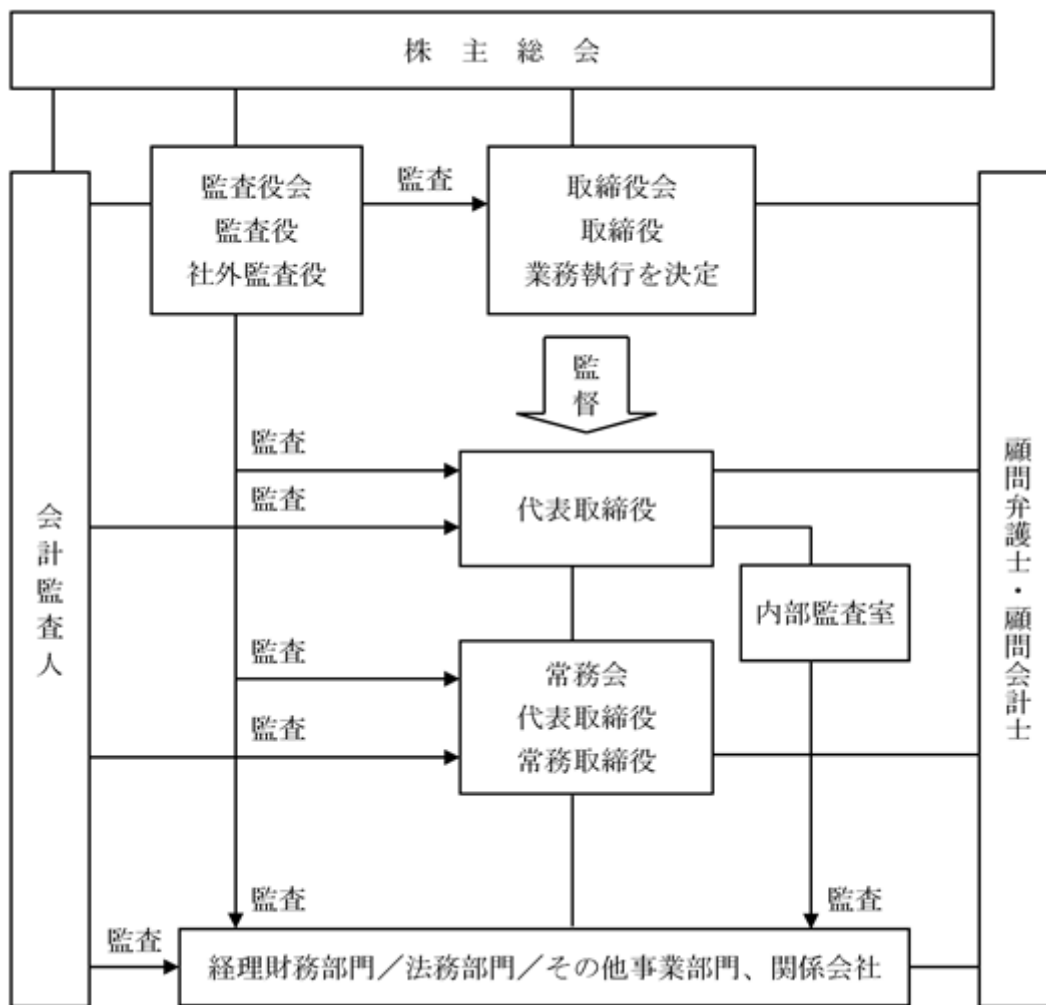 株主総会
監査役会
監査役
社外監査役
監査
取締役会
取締役
業務執行を決定
監督
監査
監査
代表取締役
内部監査室
監査
監査
常務会
代表取締役
常務取締役
会計監査人
顧問弁護士・顧問会計士
監査
監査
監査
経理財務部門/法務部門/その他事業部門、関係会社